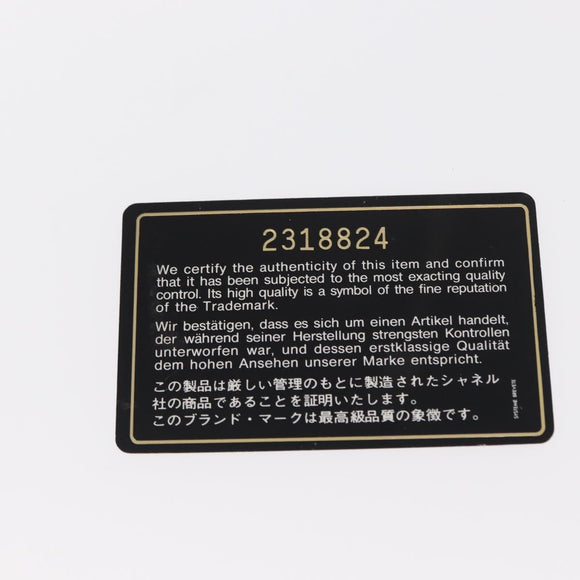 2318824
We certify the authenticity of this item and confirm
that it has been subjected to the most exacting quality
control. Its high quality is a symbol of the fine reputation
of the Trademark.
Wir bestätigen, dass es sich um einen Artikel handelt,
der während seiner Herstellung strengsten Kontrollen
unterworfen war, und dessen erstklassige Qualität
dem hohen Ansehen unserer Marke entspricht.
この製品は厳しい管理のもとに製造されたシャネル
社の商品であることを証明いたします。
このブランド・マークは最高級品質の象徴です。
SYSTEME BREVETE